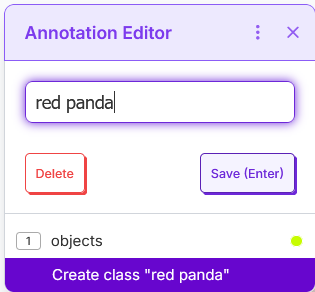 Annotation Editor
red panda
Delete
Save (Enter)
1 objects
Create class "red panda"